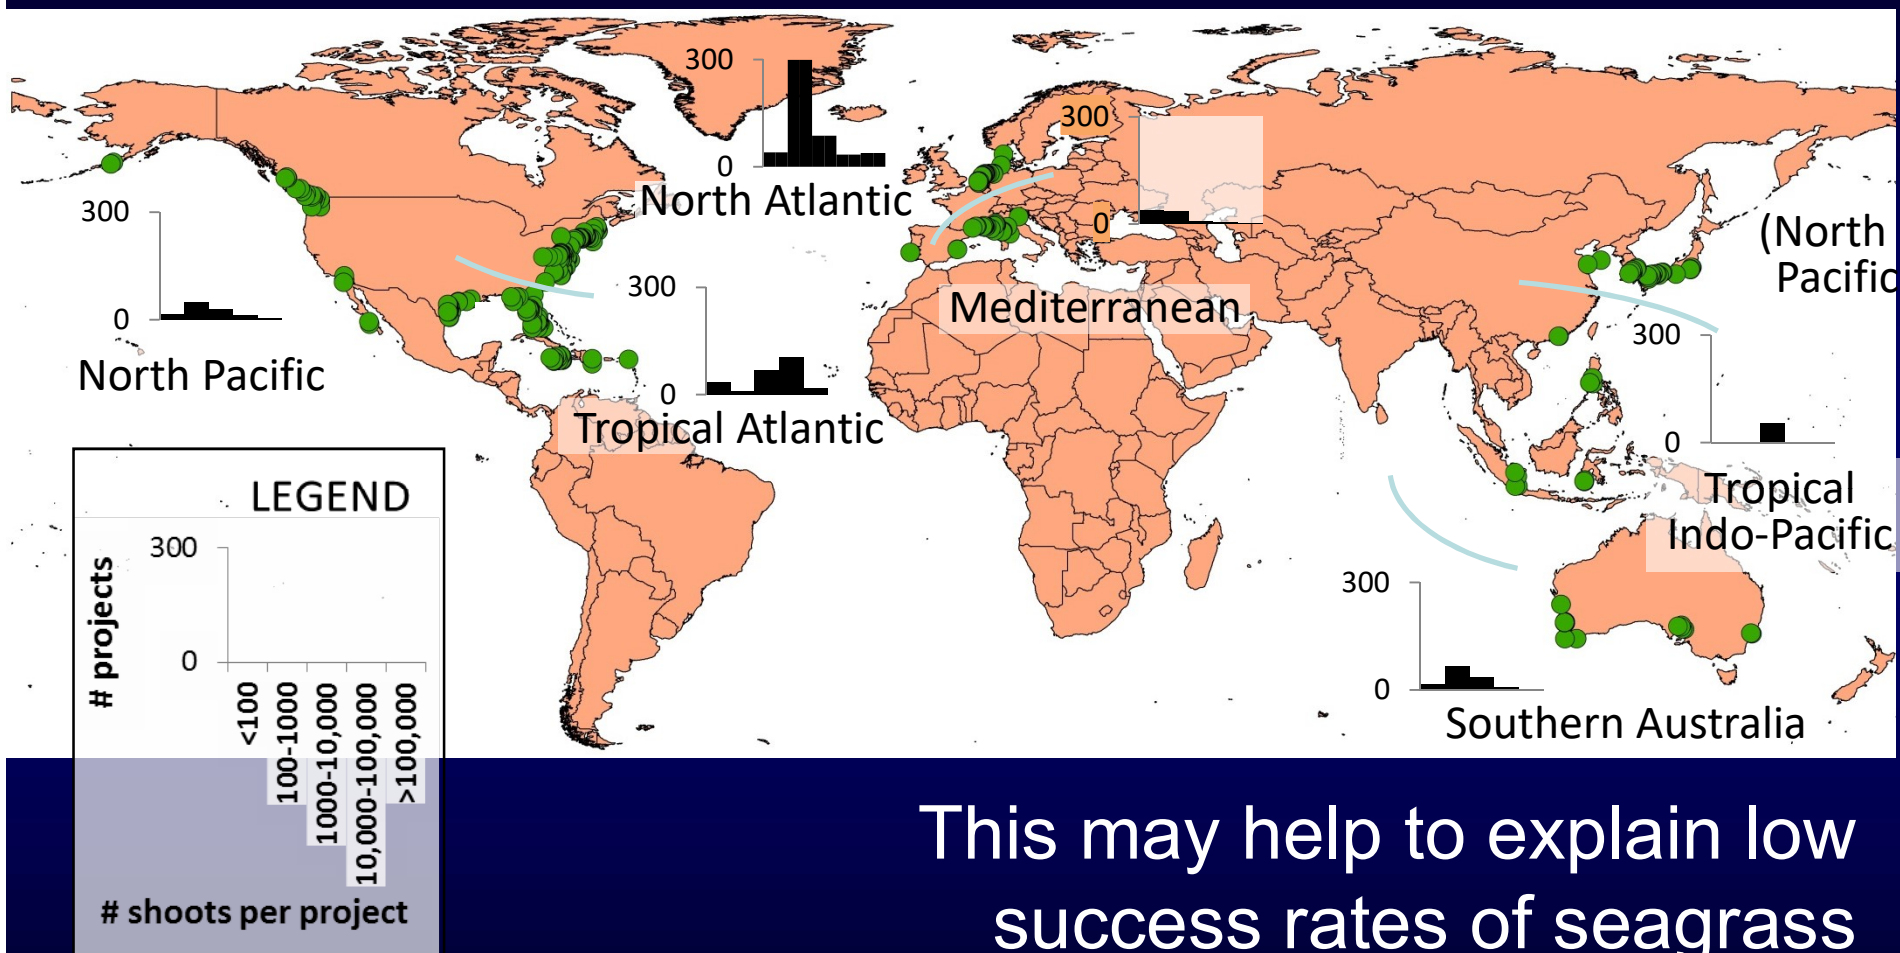 300
0
North Atlantic
300
0
Mediterranean
(North
Pacific
300
0
North Pacific
300
0
Tropical Atlantic
300
0
Tropical
Indo-Pacific
300
0
Southern Australia
LEGEND
# projects
300
0
<100
100-1000
1000-10,000
10,000-100,000
>100,000
# shoots per project
This may help to explain low
success rates of seagrass